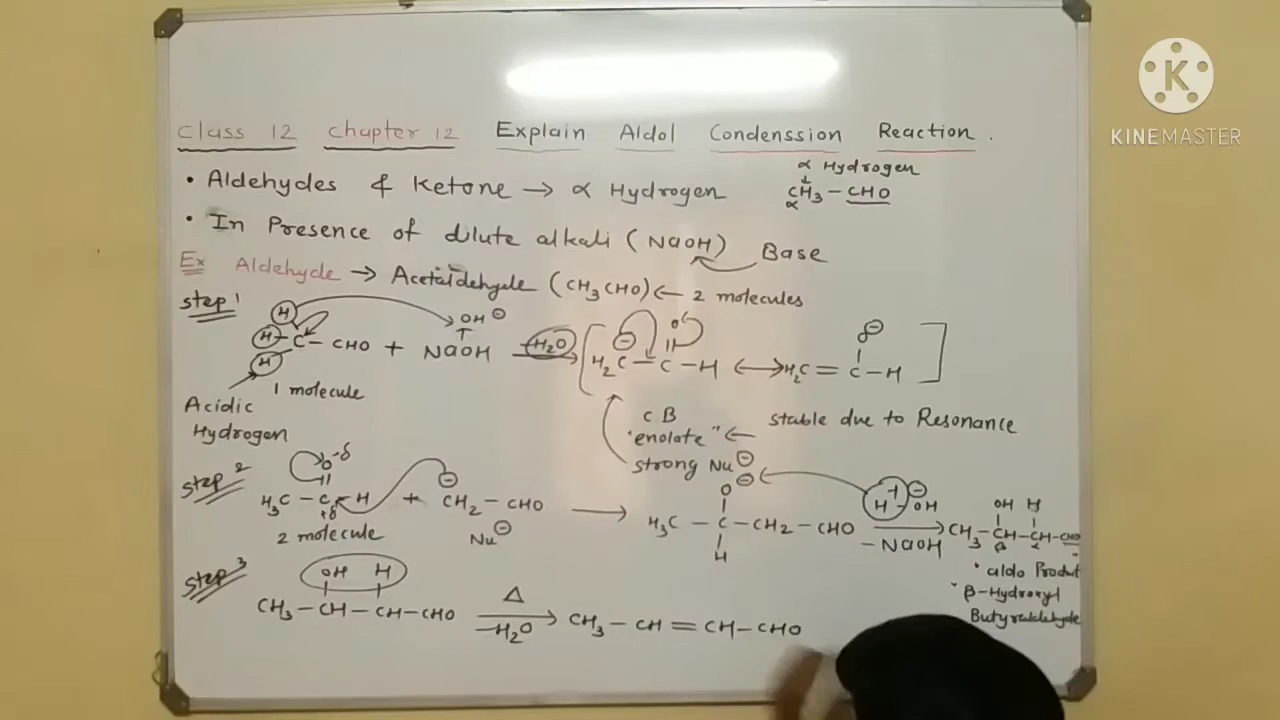 KINEMASTER
Class 12 Chapter 12 Explain Aldol Condenssion Reaction.
• Aldehydes & Ketone → α Hydrogen
α Hydrogen
CH3 – CHO
α
• In Presence of dilute alkali (NaOH) Base
Ex Aldehyde → Acetaldehyde (CH3CHO) ← 2 molecules
Step 1
H
H – C – CHO + NaOH
H
OH ⊖
1 molecule
Acidic
Hydrogen
–H2O
[ H2C – C – H ⟷ H2C = C – H ]
⊖ O
O⊖
CB
"enolate" ← stable due to Resonance
strong Nu⊖
Step 2
O -δ
H3C – C – H + CH2 – CHO →
+δ
⊖
2 molecule
Nu⊖
O⊖
H3C – C – CH2 – CHO
H
H – OH
– NaOH
OH H
CH3 – CH – CH – CHO
β α
• aldo Produt
β-Hydroxyl
Butyraldehyde
Step 3
OH H
CH3 – CH – CH – CHO
Δ
–H2O
→ CH3 – CH = CH – CHO